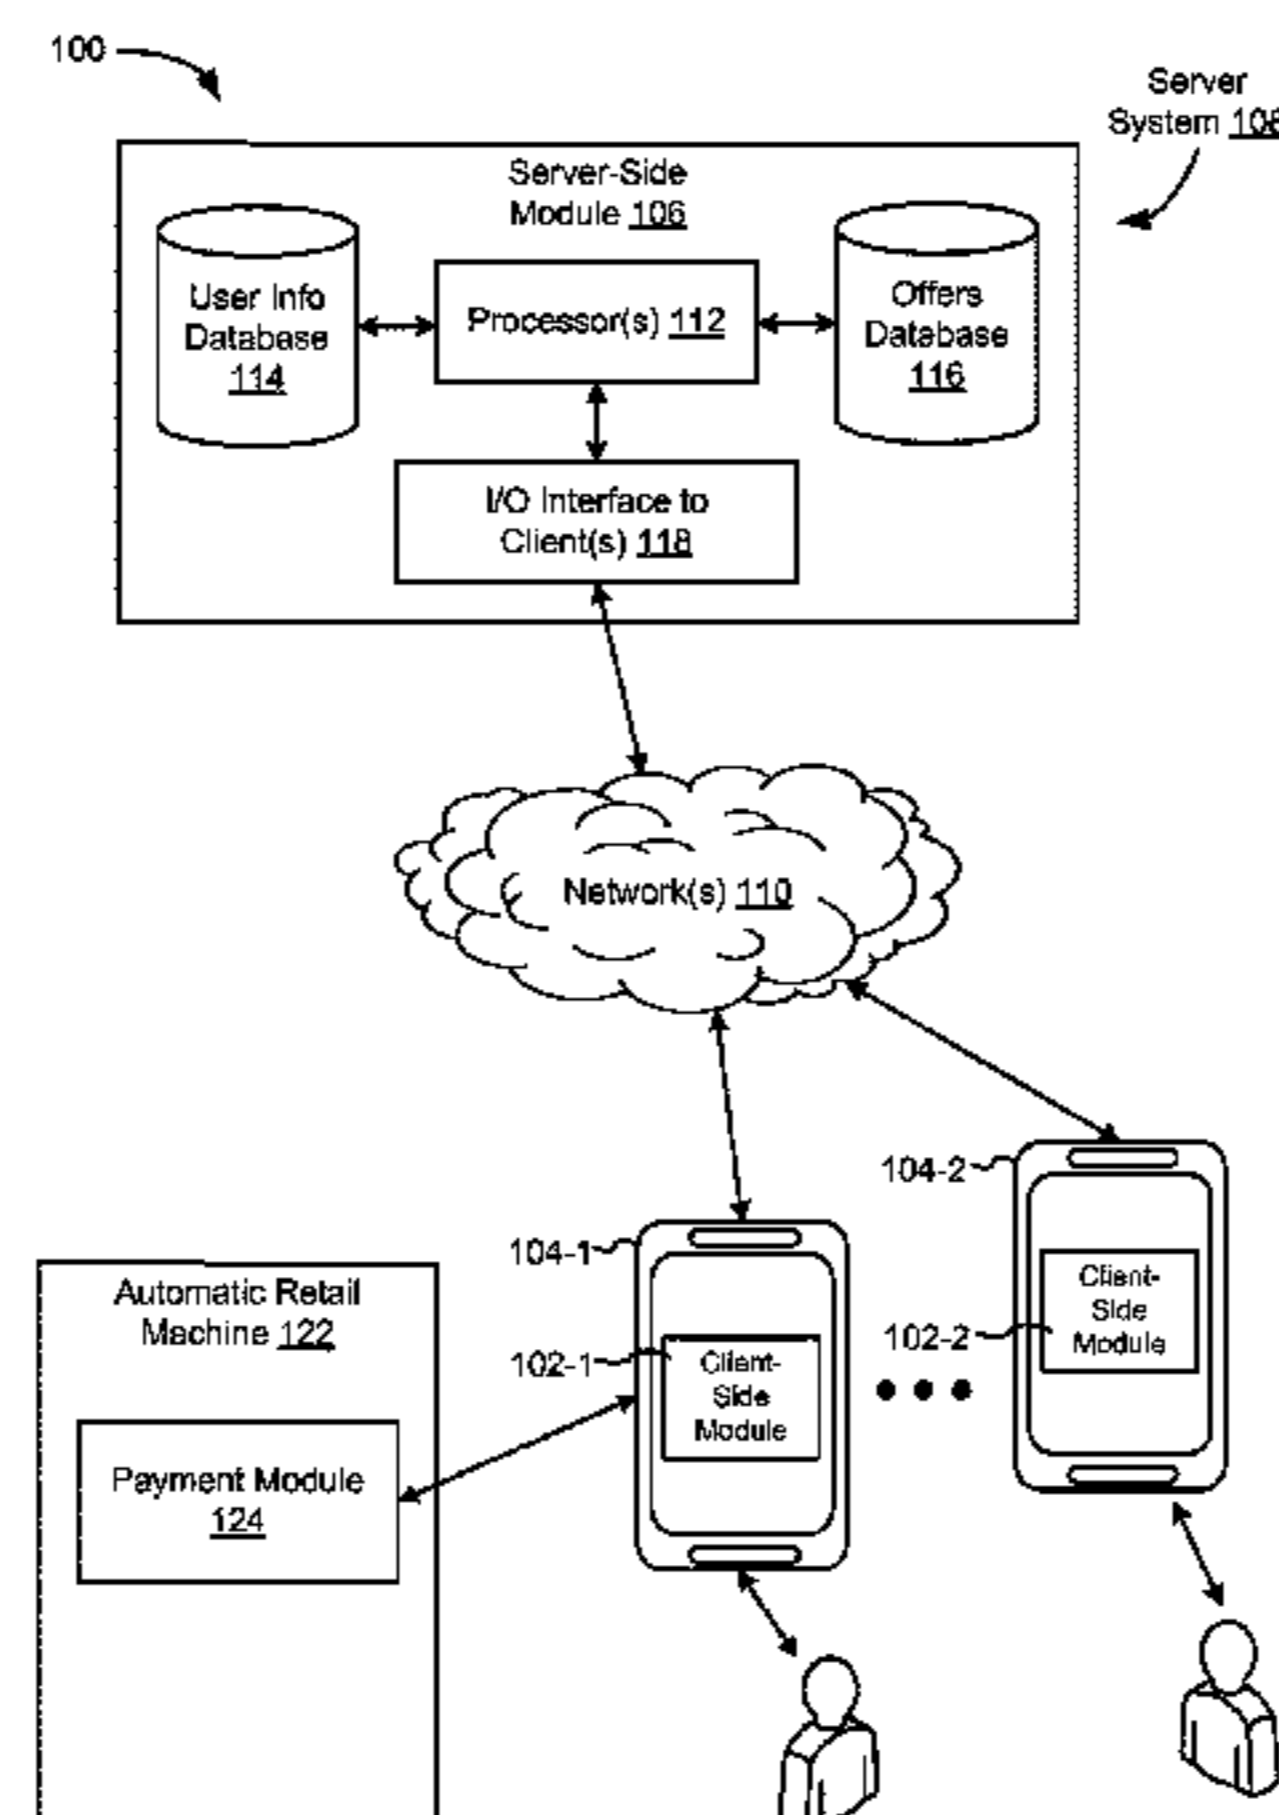 100
Server
System 108
Server-Side
Module 106
User Info
Database
114
Processor(s) 112
Offers
Database
116
I/O Interface to
Client(s) 118
Network(s) 110
104-2
104-1
Client-
Side
Module
102-2
Automatic Retail
Machine 122
102-1
Client-
Side
Module
Payment Module
124